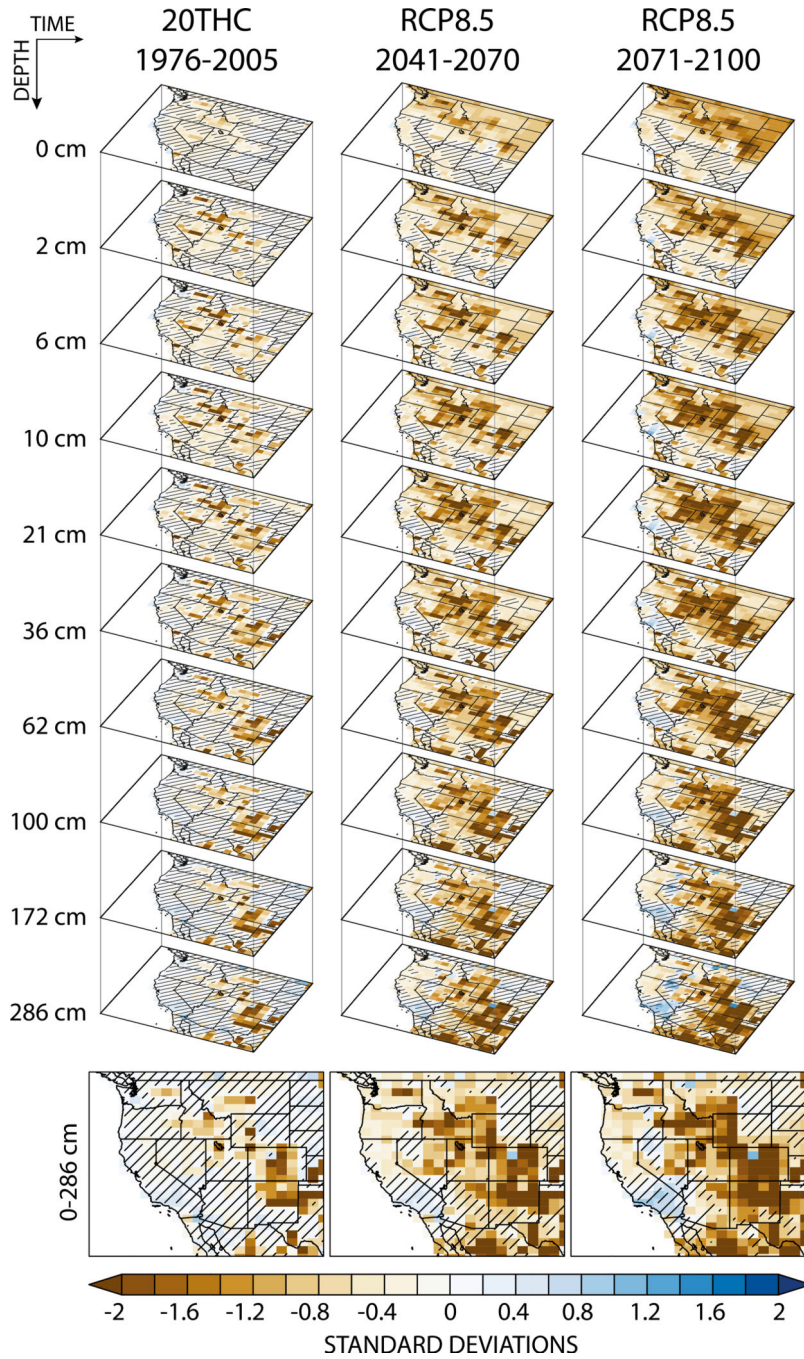 TIME
DEPTH
20THC
1976-2005
RCP8.5
2041-2070
RCP8.5
2071-2100
0 cm
2 cm
6 cm
10 cm
21 cm
36 cm
62 cm
100 cm
172 cm
286 cm
0-286 cm
-2 -1.6 -1.2 -0.8 -0.4 0 0.4 0.8 1.2 1.6 2
STANDARD DEVIATIONS